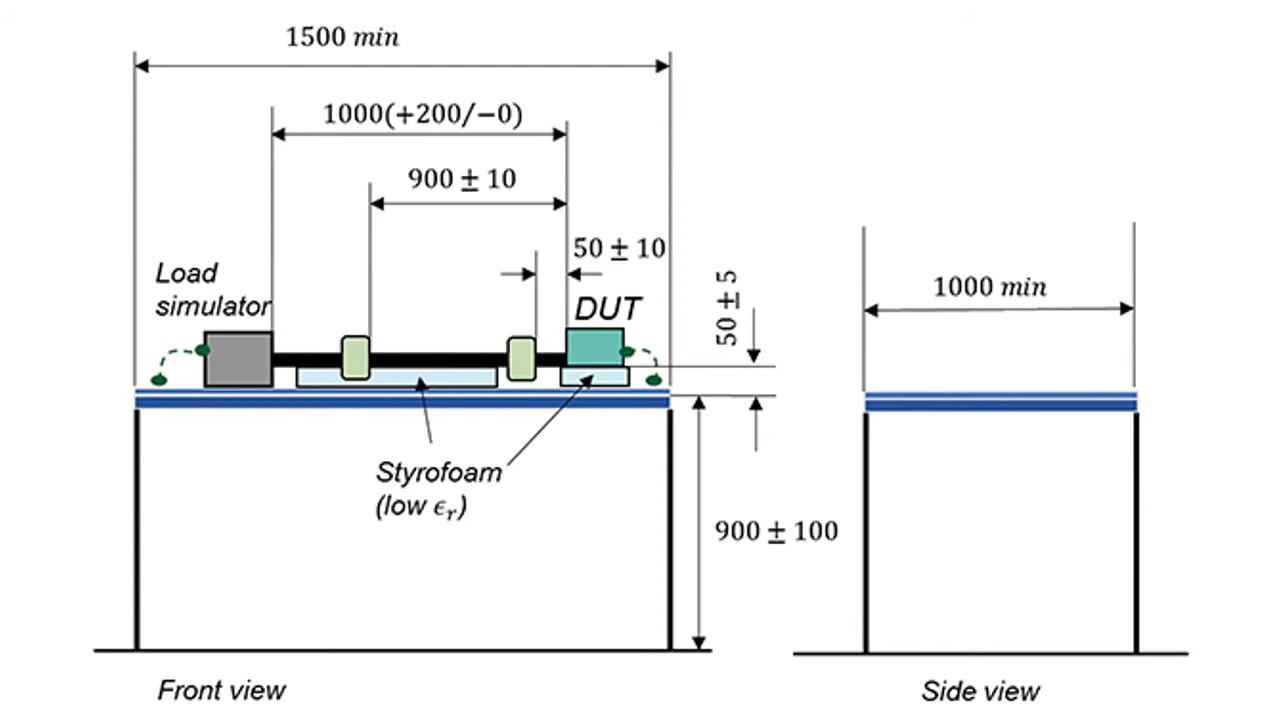 1500 min
1000(+200/−0)
900 ± 10
50 ± 10
50 ± 5
Load
simulator
DUT
1000 min
Styrofoam
(low ϵᵣ)
900 ± 100
Front view
Side view